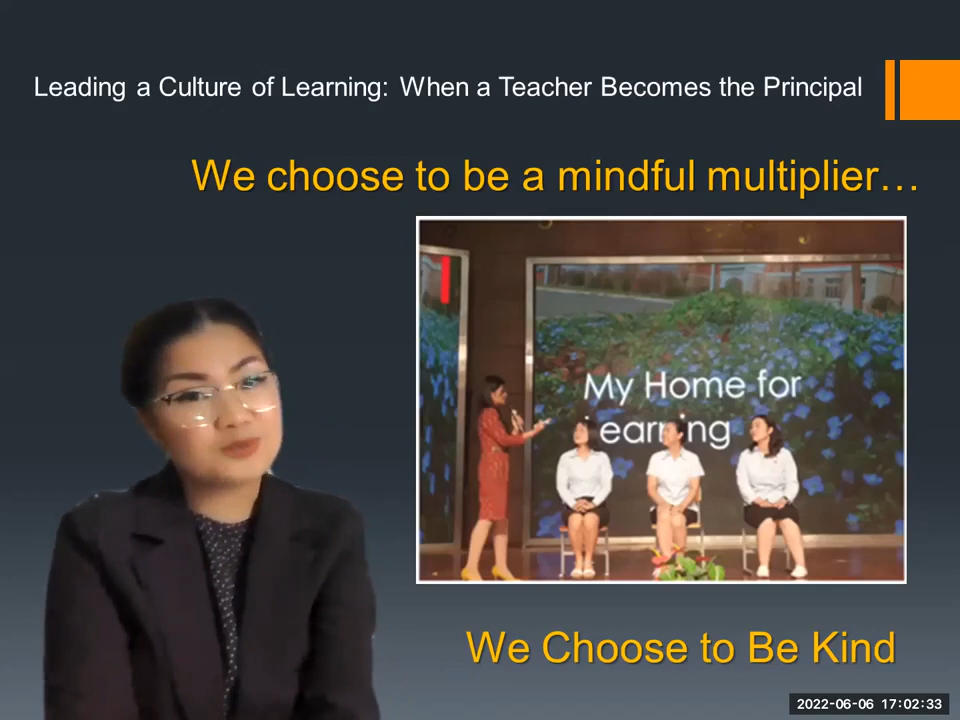 Leading a Culture of Learning: When a Teacher Becomes the Principal
We choose to be a mindful multiplier…
My Home for
Learning
We Choose to Be Kind
2022-06-06 17:02:33